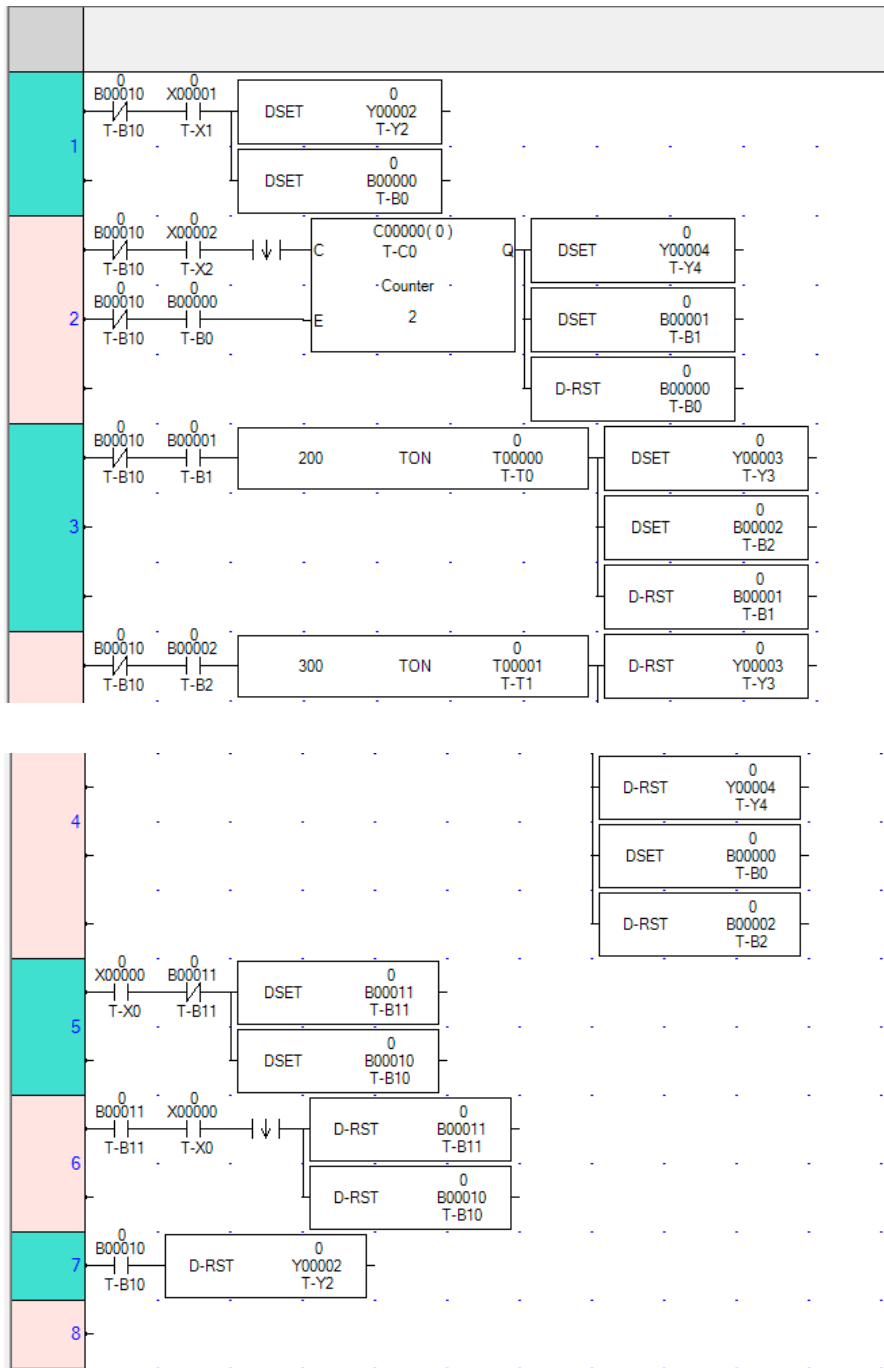 0 0 0
B00010 X00001 DSET Y00002
T-B10 T-X1 T-Y2
1
0
DSET B00000
T-B0
0 0 C00000( 0 ) 0
B00010 X00002 C T-C0 Q DSET Y00004
T-B10 T-X2 T-Y4
0 0 Counter 0
B00010 B00000 E 2 DSET B00001
T-B10 T-B0 T-B1
2
0
D-RST B00000
T-B0
0 0 0 0
B00010 B00001 200 TON T00000 DSET Y00003
T-B10 T-B1 T-T0 T-Y3
0
3 DSET B00002
T-B2
0
D-RST B00001
T-B1
0 0 0 0
B00010 B00002 300 TON T00001 D-RST Y00003
T-B10 T-B2 T-T1 T-Y3
0
D-RST Y00004
T-Y4
4
0
DSET B00000
T-B0
0
D-RST B00002
T-B2
0 0 0
X00000 B00011 DSET B00011
T-X0 T-B11 T-B11
5
0
DSET B00010
T-B10
0 0 0
B00011 X00000 D-RST B00011
T-B11 T-X0 T-B11
6
0
D-RST B00010
T-B10
0 0
7 B00010 D-RST Y00002
T-B10 T-Y2
8